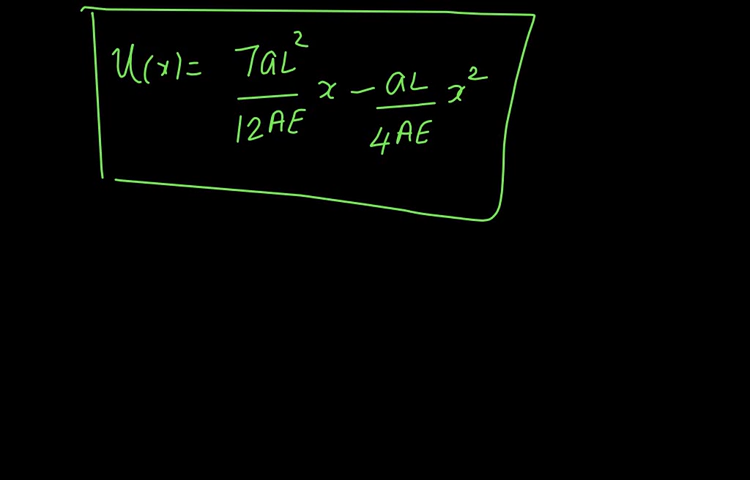 U(x) = 7aL²/12AE x - aL/4AE x²